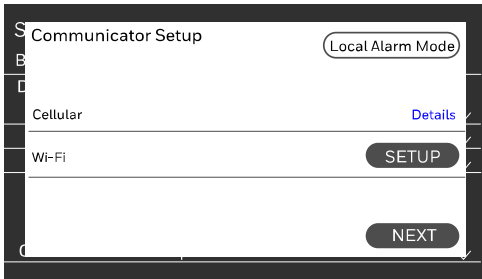 Communicator Setup
Local Alarm Mode
Cellular
Details
Wi-Fi
SETUP
NEXT